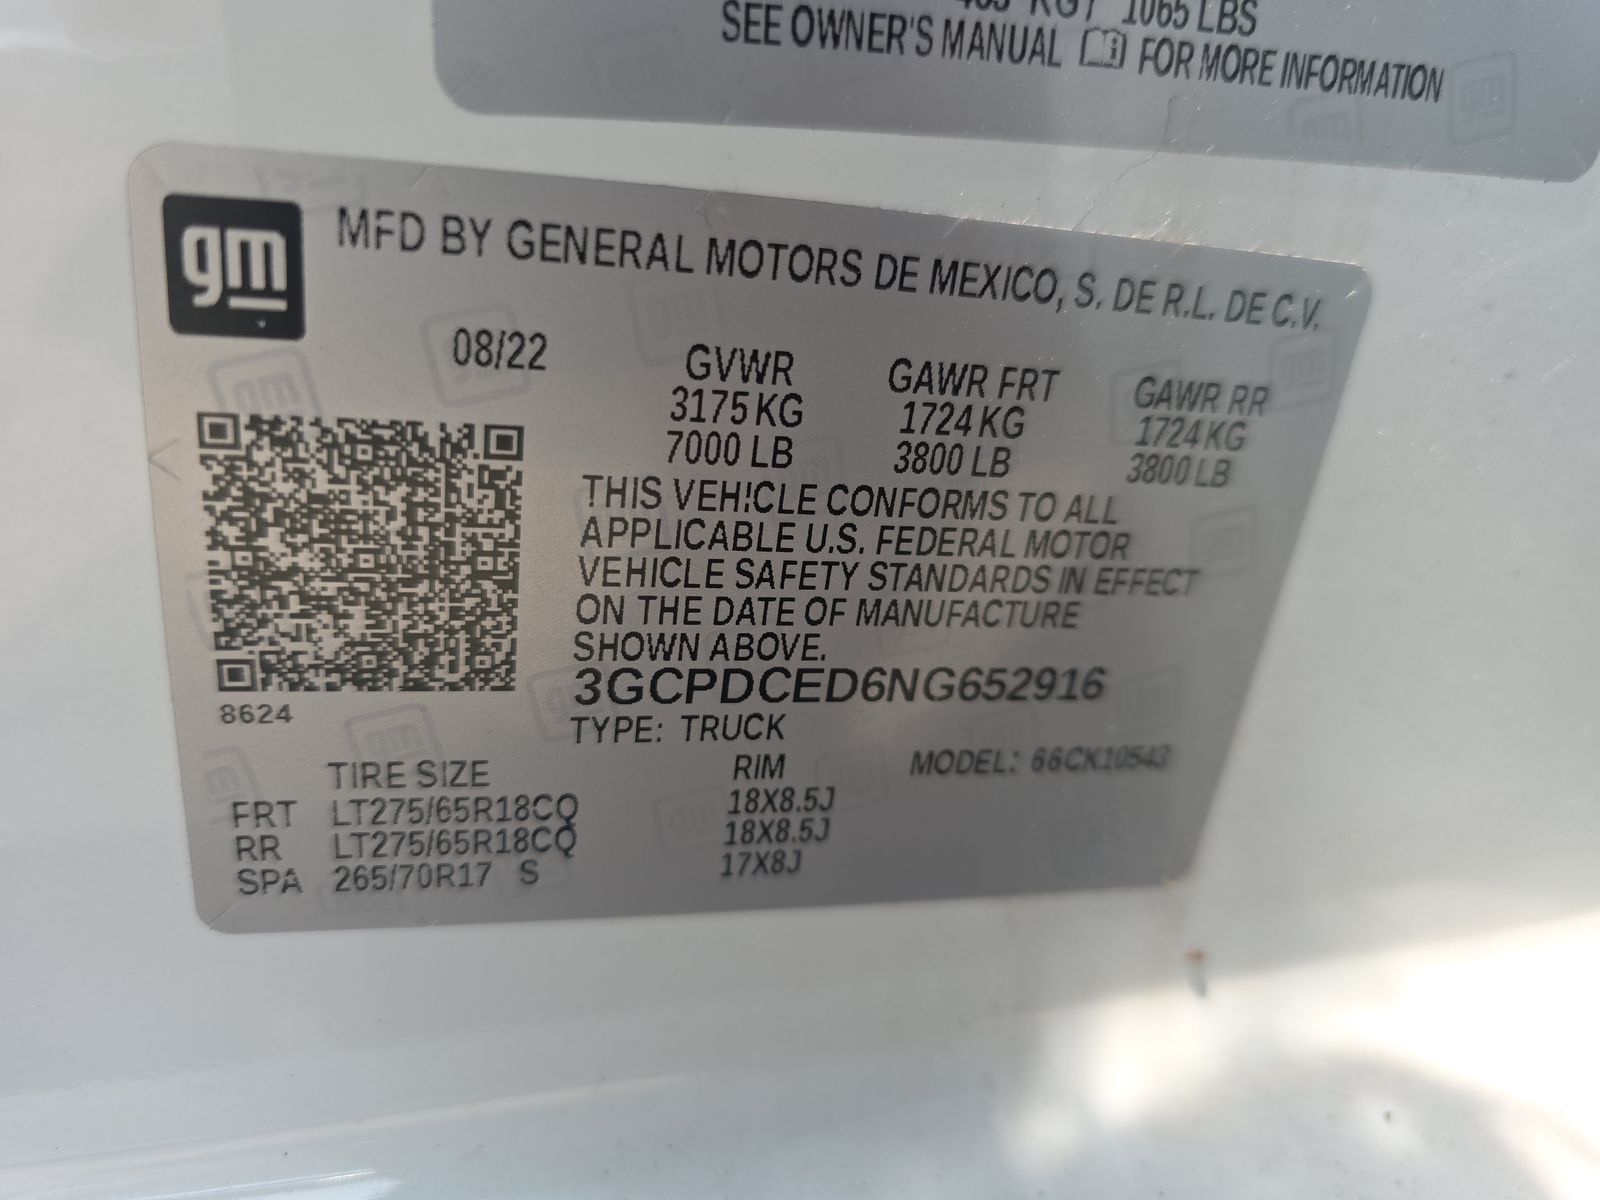 1065 LBS
SEE OWNER'S MANUAL FOR MORE INFORMATION
gm
MFD BY GENERAL MOTORS DE MEXICO, S. DE R.L. DE C.V.
08/22
GVWR GAWR FRT GAWR RR
3175 KG 1724 KG 1724 KG
7000 LB 3800 LB 3800 LB
THIS VEHICLE CONFORMS TO ALL
APPLICABLE U.S. FEDERAL MOTOR
VEHICLE SAFETY STANDARDS IN EFFECT
ON THE DATE OF MANUFACTURE
SHOWN ABOVE.
3GCPDCED6NG652916
8624
TYPE: TRUCK
TIRE SIZE RIM MODEL: 66CK10543
FRT LT275/65R18CQ 18X8.5J
RR LT275/65R18CQ 18X8.5J
SPA 265/70R17 S 17X8J